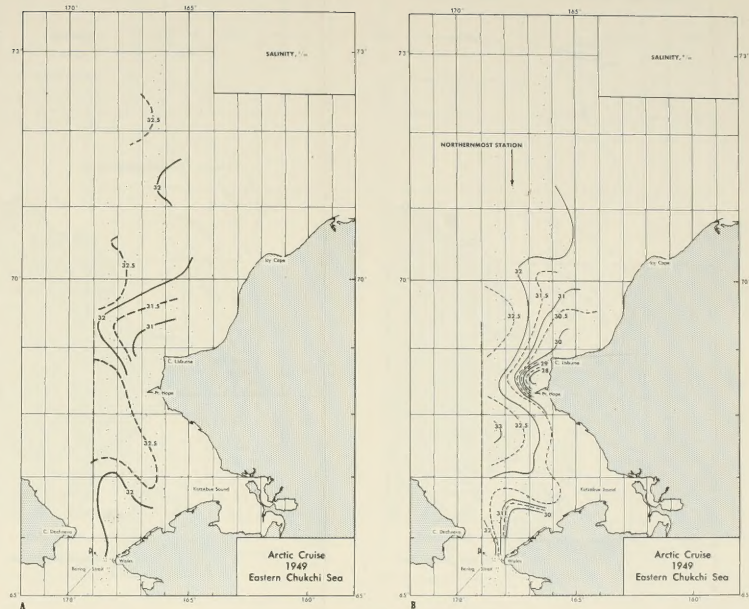 170°
165°
SALINITY, °/₀₀
73°
73°
32.5
32
32.5
Icy Cape
70°
70°
31.5
32
31
C. Lisburne
Pt. Hope
32.5
32
Kotzebue Sound
C. Dezhneva
Bering Strait
Wales
Arctic Cruise
1949
Eastern Chukchi Sea
65°
170°
165°
160°
A
170°
165°
SALINITY, °/₀₀
73°
73°
NORTHERNMOST STATION
Icy Cape
32
70°
70°
31.5
31
32.5
30.5
30
29
28
C. Lisburne
Pt. Hope
33
32.5
Kotzebue Sound
31
30
32
C. Dezhneva
Bering Strait
Wales
Arctic Cruise
1949
Eastern Chukchi Sea
65°
170°
165°
160°
B